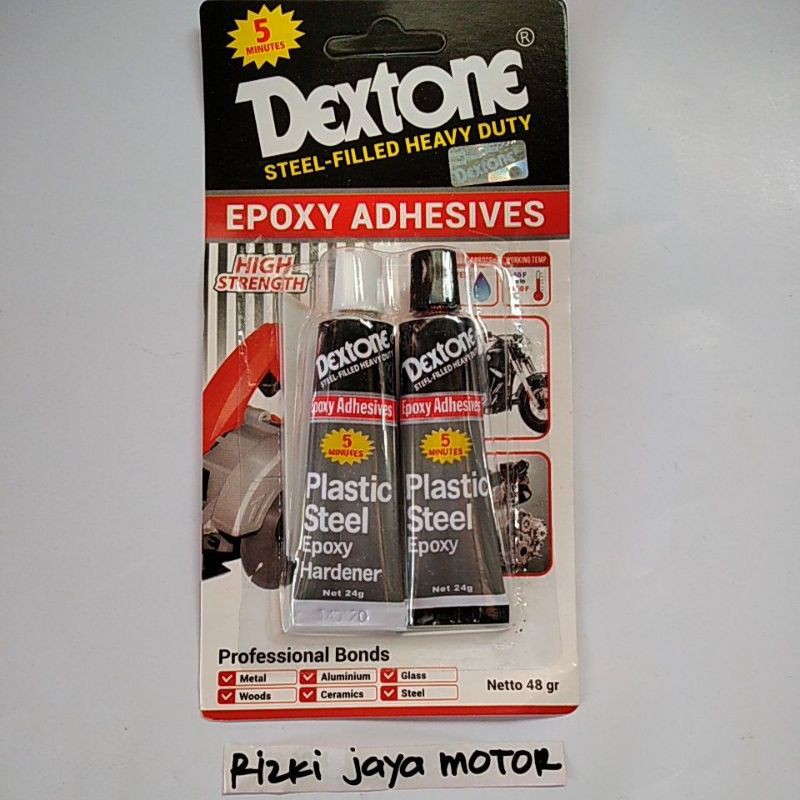 5
MINUTES
Dextone®
STEEL-FILLED HEAVY DUTY
Dextone
EPOXY ADHESIVES
HIGH
STRENGTH
WORKING TEMP
Dextone
STEEL-FILLED HEAVY DUTY
Epoxy Adhesives
5
MINUTES
Plastic
Steel
Epoxy
Hardener
Net 24g
Dextone
STEEL-FILLED HEAVY DUTY
Epoxy Adhesives
5
MINUTES
Plastic
Steel
Epoxy
Net 24g
Professional Bonds
Metal Aluminium Glass
Woods Ceramics Steel
Netto 48 gr
Rizki jaya MOTOR